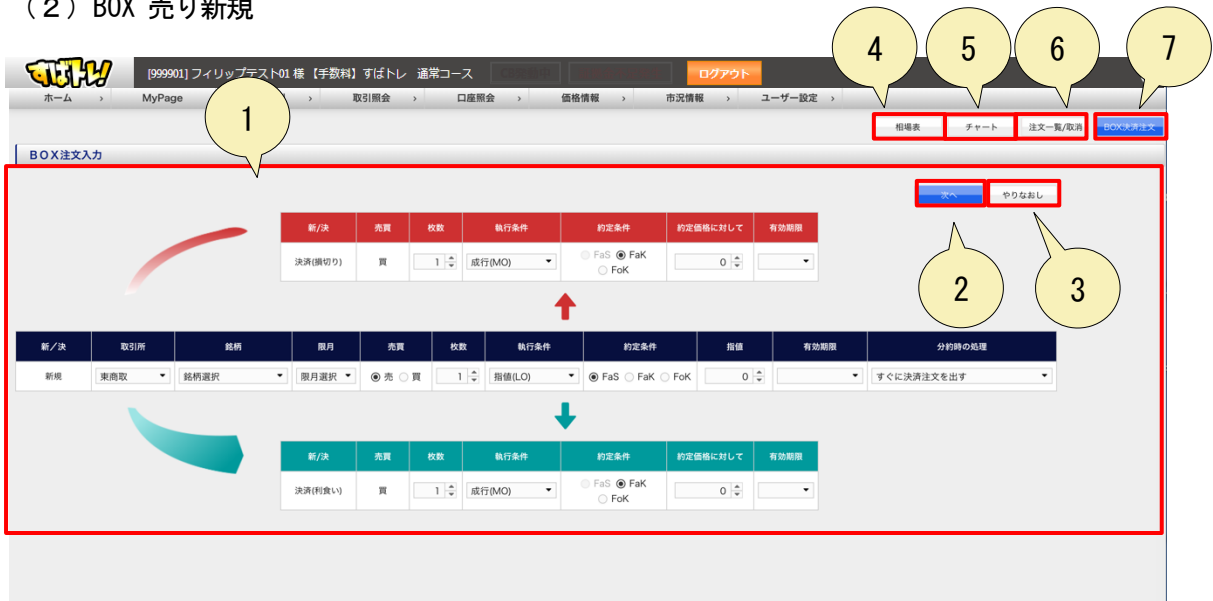 （２）BOX 売り新規
4
5
6
7
すばトレ!
[999901] フィリップテスト01 様 【手数料】すばトレ 通常コース
ログアウト
ホーム ›
MyPage
›
取引照会 ›
口座照会 ›
価格情報 ›
市況情報 ›
ユーザー設定 ›
1
相場表
チャート
注文一覧/取消
BOX決済注文
BOX注文入力
次へ
やりなおし
新/決 売買 枚数 執行条件 約定条件 約定価格に対して 有効期限
決済(損切り) 買 1 成行(MO) FaS FaK FoK 0
2
3
新／決 取引所 銘柄 限月 売買 枚数 執行条件 約定条件 指値 有効期限 分約時の処理
新規 東商取 銘柄選択 限月選択 売 買 1 指値(LO) FaS FaK FoK 0 すぐに決済注文を出す
新/決 売買 枚数 執行条件 約定条件 約定価格に対して 有効期限
決済(利食い) 買 1 成行(MO) FaS FaK FoK 0